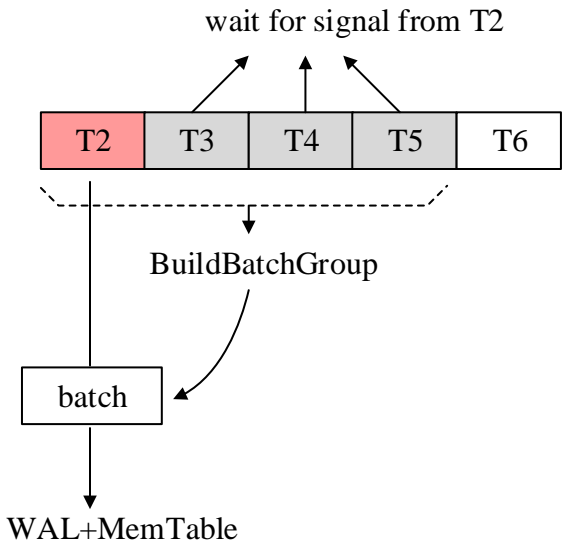 wait for signal from T2
T2 T3 T4 T5 T6
BuildBatchGroup
batch
WAL+MemTable